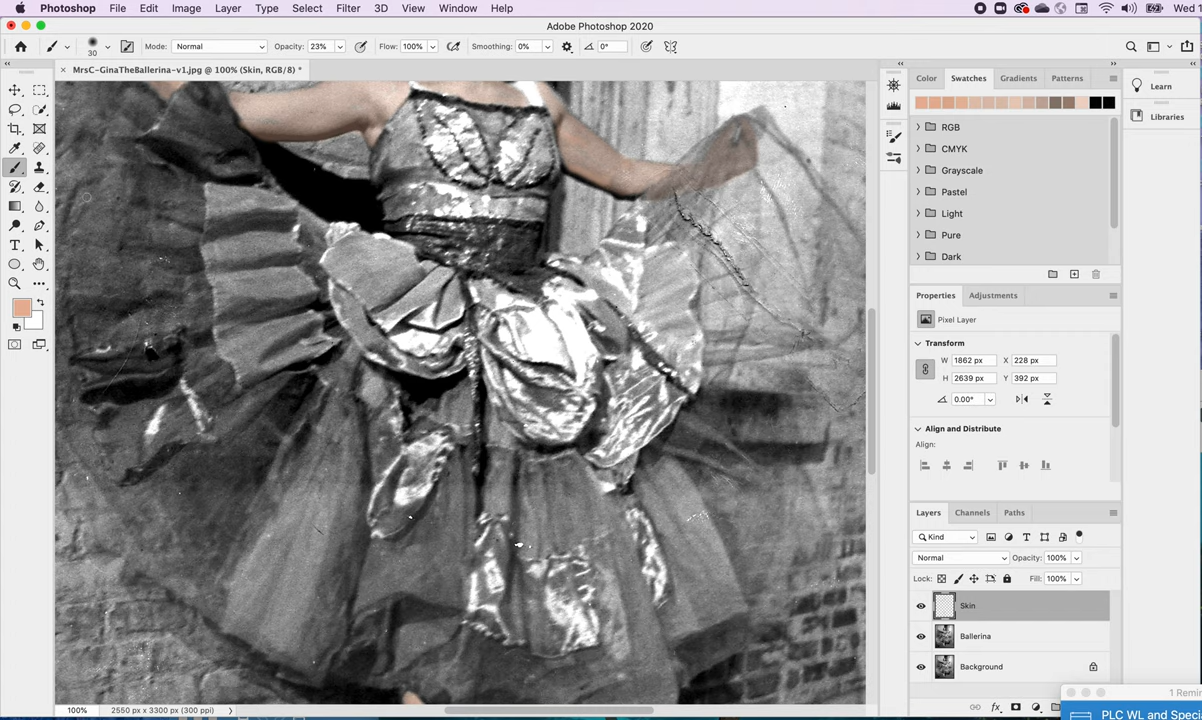 Photoshop File Edit Image Layer Type Select Filter 3D View Window Help Wed 1
Adobe Photoshop 2020
30 Mode: Normal Opacity: 23% Flow: 100% Smoothing: 0% 0°
MrsC-GinaTheBallerina-v1.jpg @ 100% (Skin, RGB/8) *
Color Swatches Gradients Patterns
Learn
Libraries
RGB
CMYK
Grayscale
Pastel
Light
Pure
Dark
Properties Adjustments
Pixel Layer
Transform
W 1862 px X 228 px
H 2639 px Y 392 px
0.00°
Align and Distribute
Align:
Layers Channels Paths
Kind
Normal Opacity: 100%
Lock: Fill: 100%
Skin
Ballerina
Background
100% 2550 px x 3300 px (300 ppi)
fx
1 Remin
PLC WL and Speci